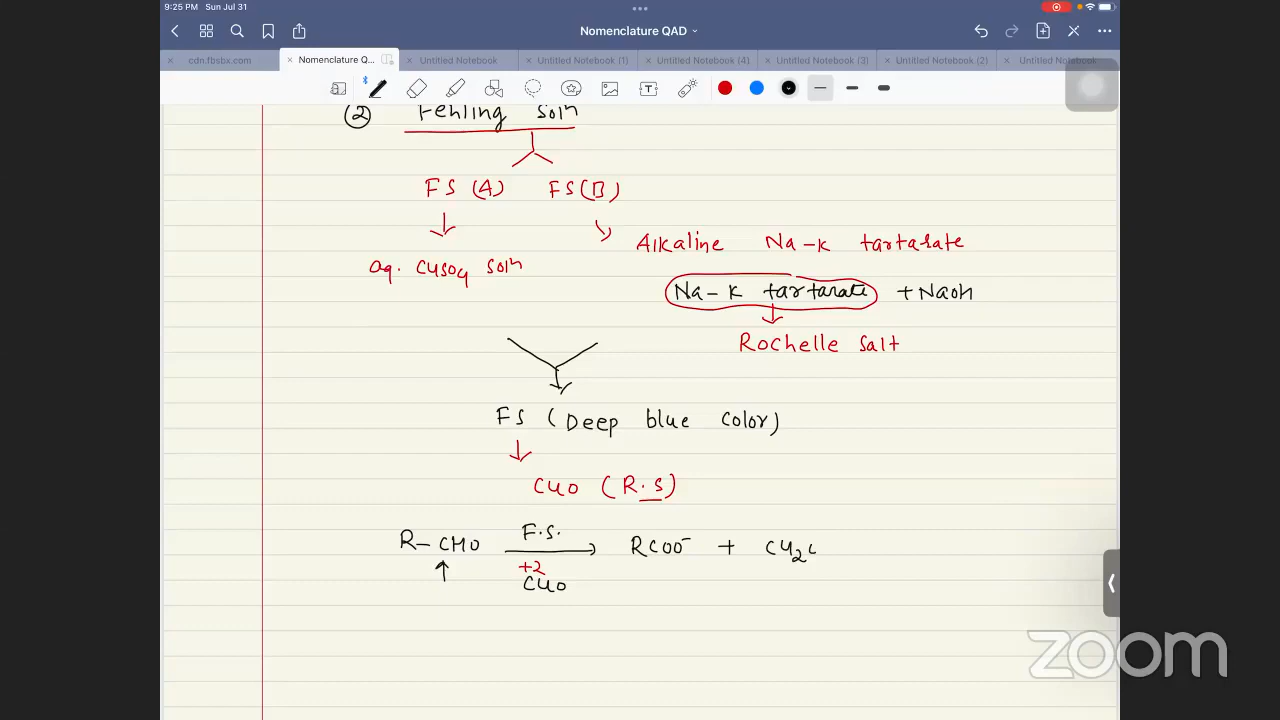 9:25 PM Sun Jul 31
Nomenclature QAD
cdn.fbsbx.com
Nomenclature Q...
Untitled Notebook
Untitled Notebook (1)
Untitled Notebook (4)
Untitled Notebook (3)
Untitled Notebook (2)
Untitled Notebook
② Fehling Soln
FS (A) FS(B)
Alkaline Na-K tartarate
aq. CuSO4 Soln
Na-K tartarate + NaOH
Rochelle Salt
FS (Deep blue color)
CuO (R.S)
R-CHO F.S. RCOO- + Cu2
+2
CuO
zoom